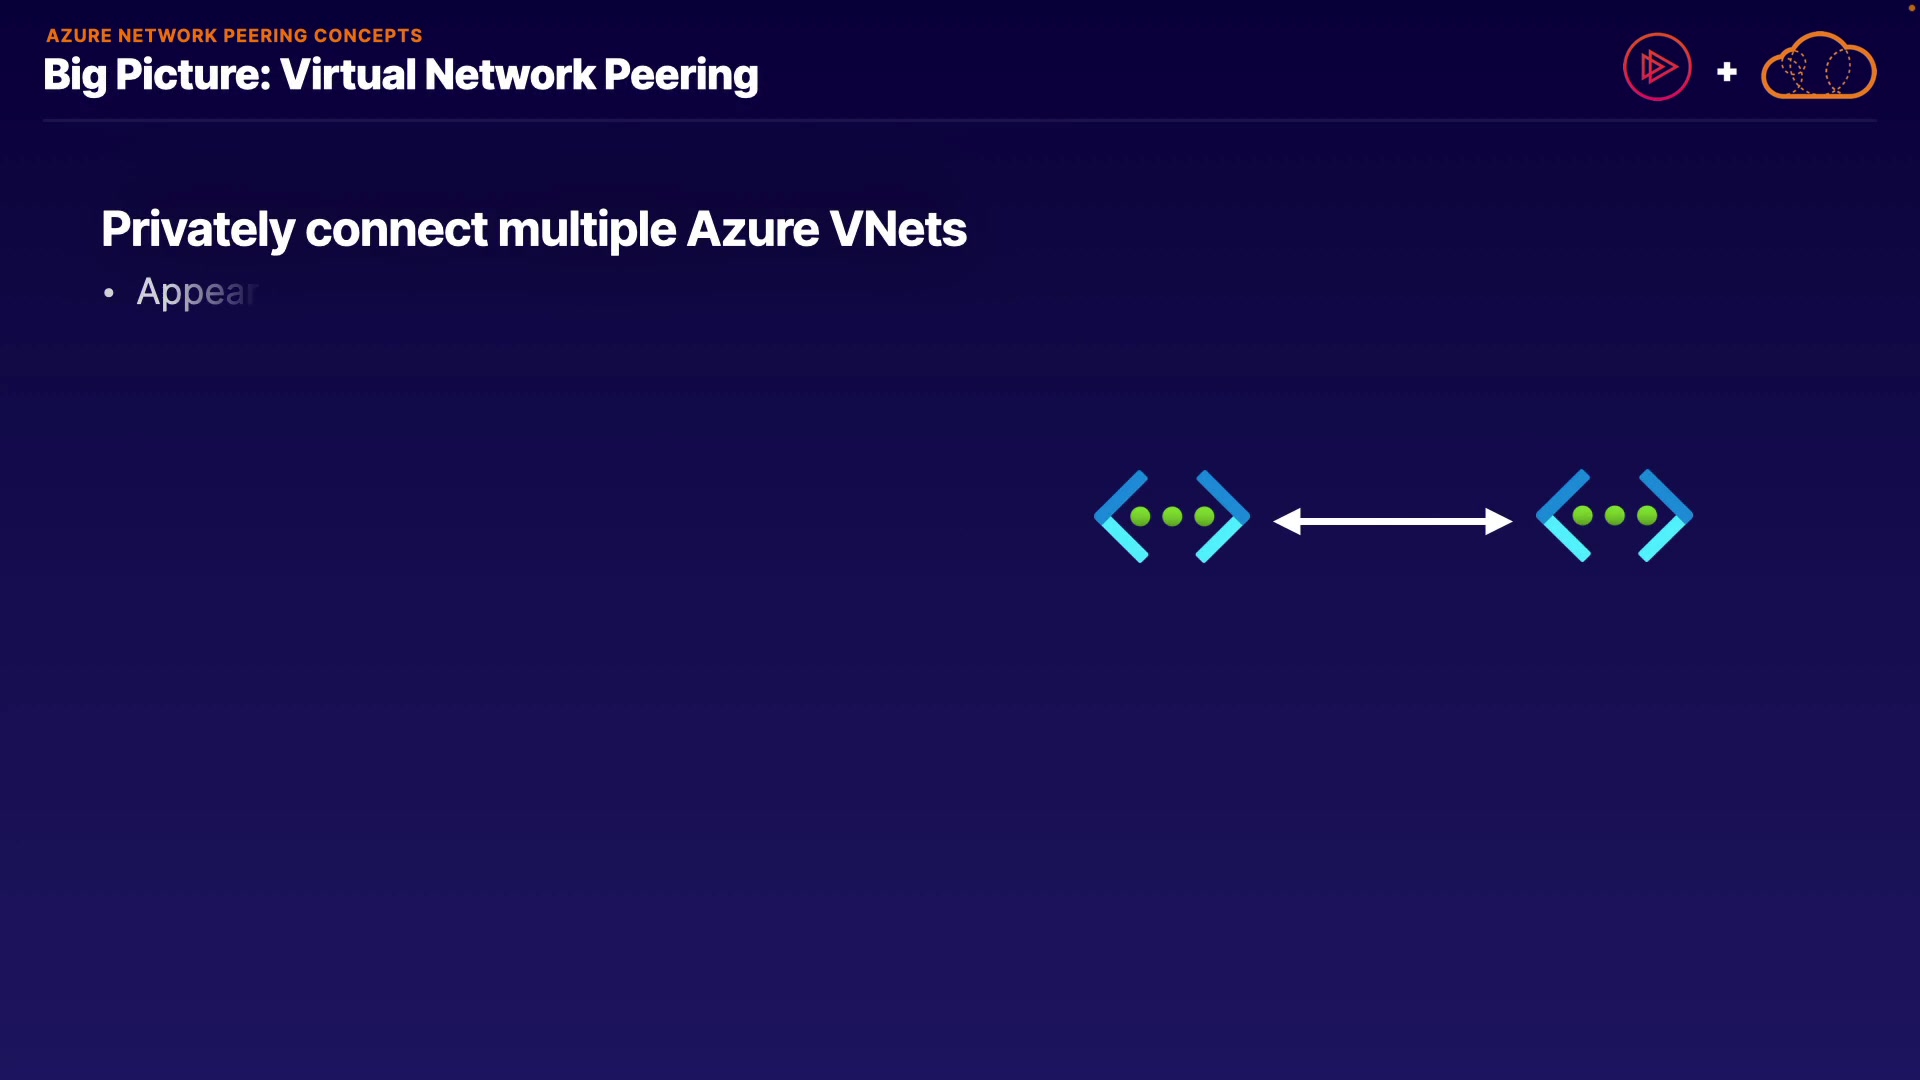 AZURE NETWORK PEERING CONCEPTS
Big Picture: Virtual Network Peering
+
Privately connect multiple Azure VNets
• Appear